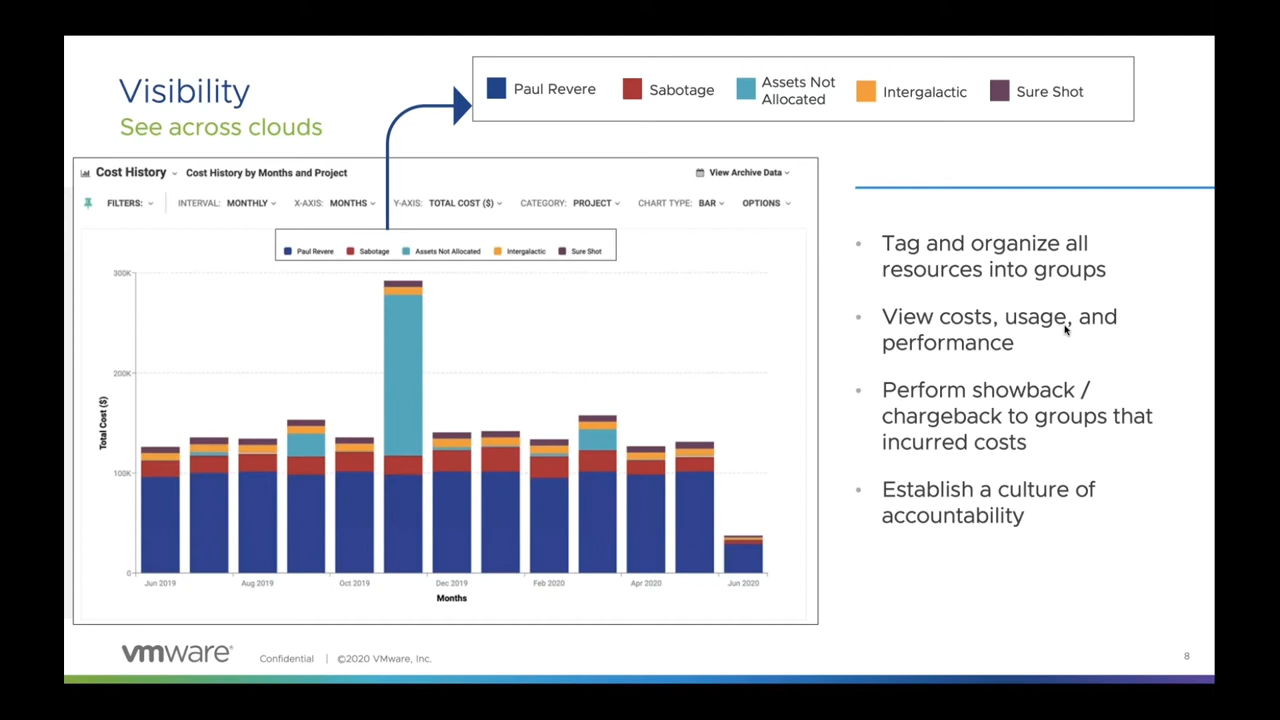 Visibility
See across clouds
Paul Revere
Sabotage
Assets Not
Allocated
Intergalactic
Sure Shot
Cost History
Cost History by Months and Project
View Archive Data
FILTERS:
INTERVAL: MONTHLY
X-AXIS: MONTHS
Y-AXIS: TOTAL COST ($)
CATEGORY: PROJECT
CHART TYPE: BAR
OPTIONS
Paul Revere
Sabotage
Assets Not Allocated
Intergalactic
Sure Shot
300K
200K
100K
0
Total Cost ($)
Jun 2019
Aug 2019
Oct 2019
Dec 2019
Feb 2020
Apr 2020
Jun 2020
Months
• Tag and organize all
resources into groups
• View costs, usage, and
performance
• Perform showback /
chargeback to groups that
incurred costs
• Establish a culture of
accountability
vmware®
Confidential | ©2020 VMware, Inc.
8